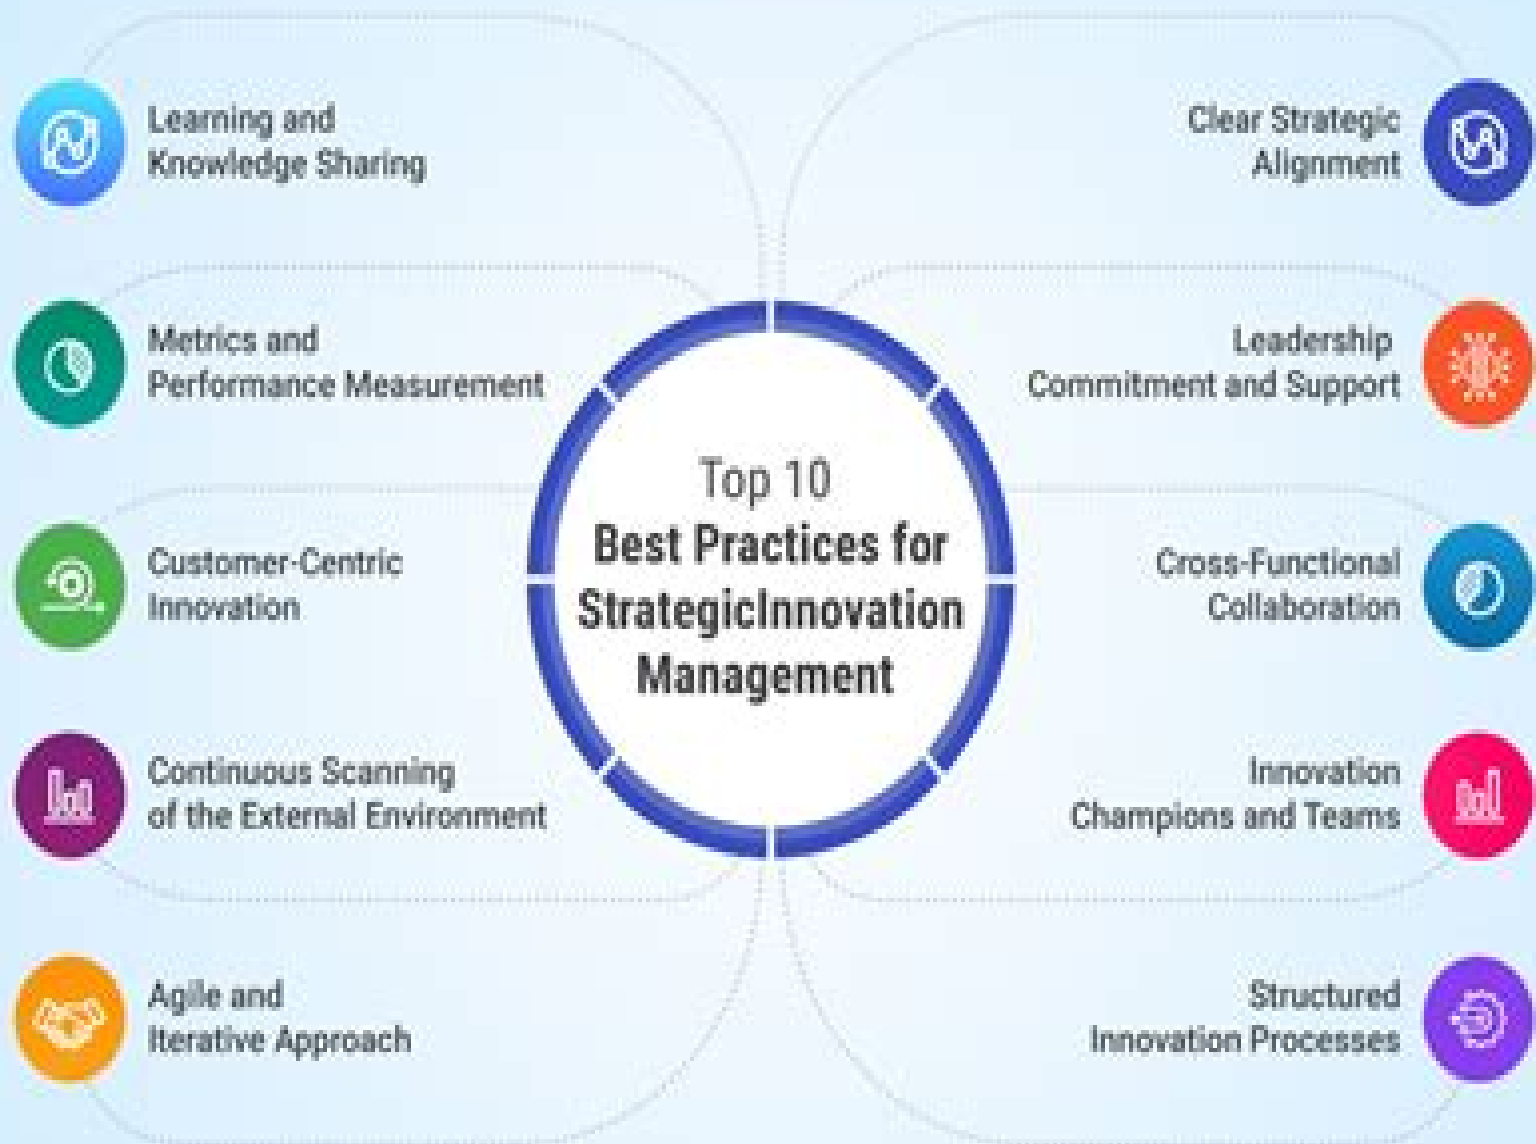 Learning and
Knowledge Sharing
Metrics and
Performance Measurement
Customer-Centric
Innovation
Continuous Scanning
of the External Environment
Agile and
Iterative Approach
Top 10
Best Practices for
StrategicInnovation
Management
Clear Strategic
Alignment
Leadership
Commitment and Support
Cross-Functional
Collaboration
Innovation
Champions and Teams
Structured
Innovation Processes